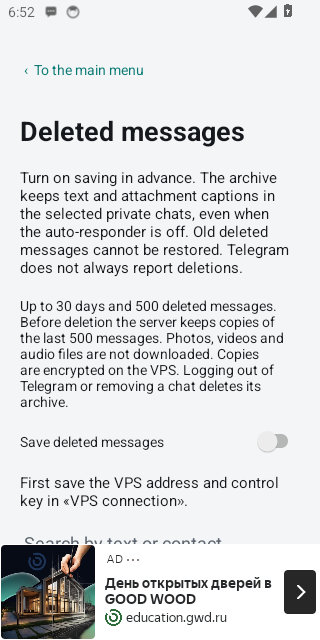 6:52
‹ To the main menu
Deleted messages
Turn on saving in advance. The archive
keeps text and attachment captions in
the selected private chats, even when
the auto-responder is off. Old deleted
messages cannot be restored. Telegram
does not always report deletions.
Up to 30 days and 500 deleted messages.
Before deletion the server keeps copies of
the last 500 messages. Photos, videos and
audio files are not downloaded. Copies
are encrypted on the VPS. Logging out of
Telegram or removing a chat deletes its
archive.
Save deleted messages
First save the VPS address and control
key in «VPS connection».
Search by text or contact
AD ···
День открытых дверей в
GOOD WOOD
education.gwd.ru